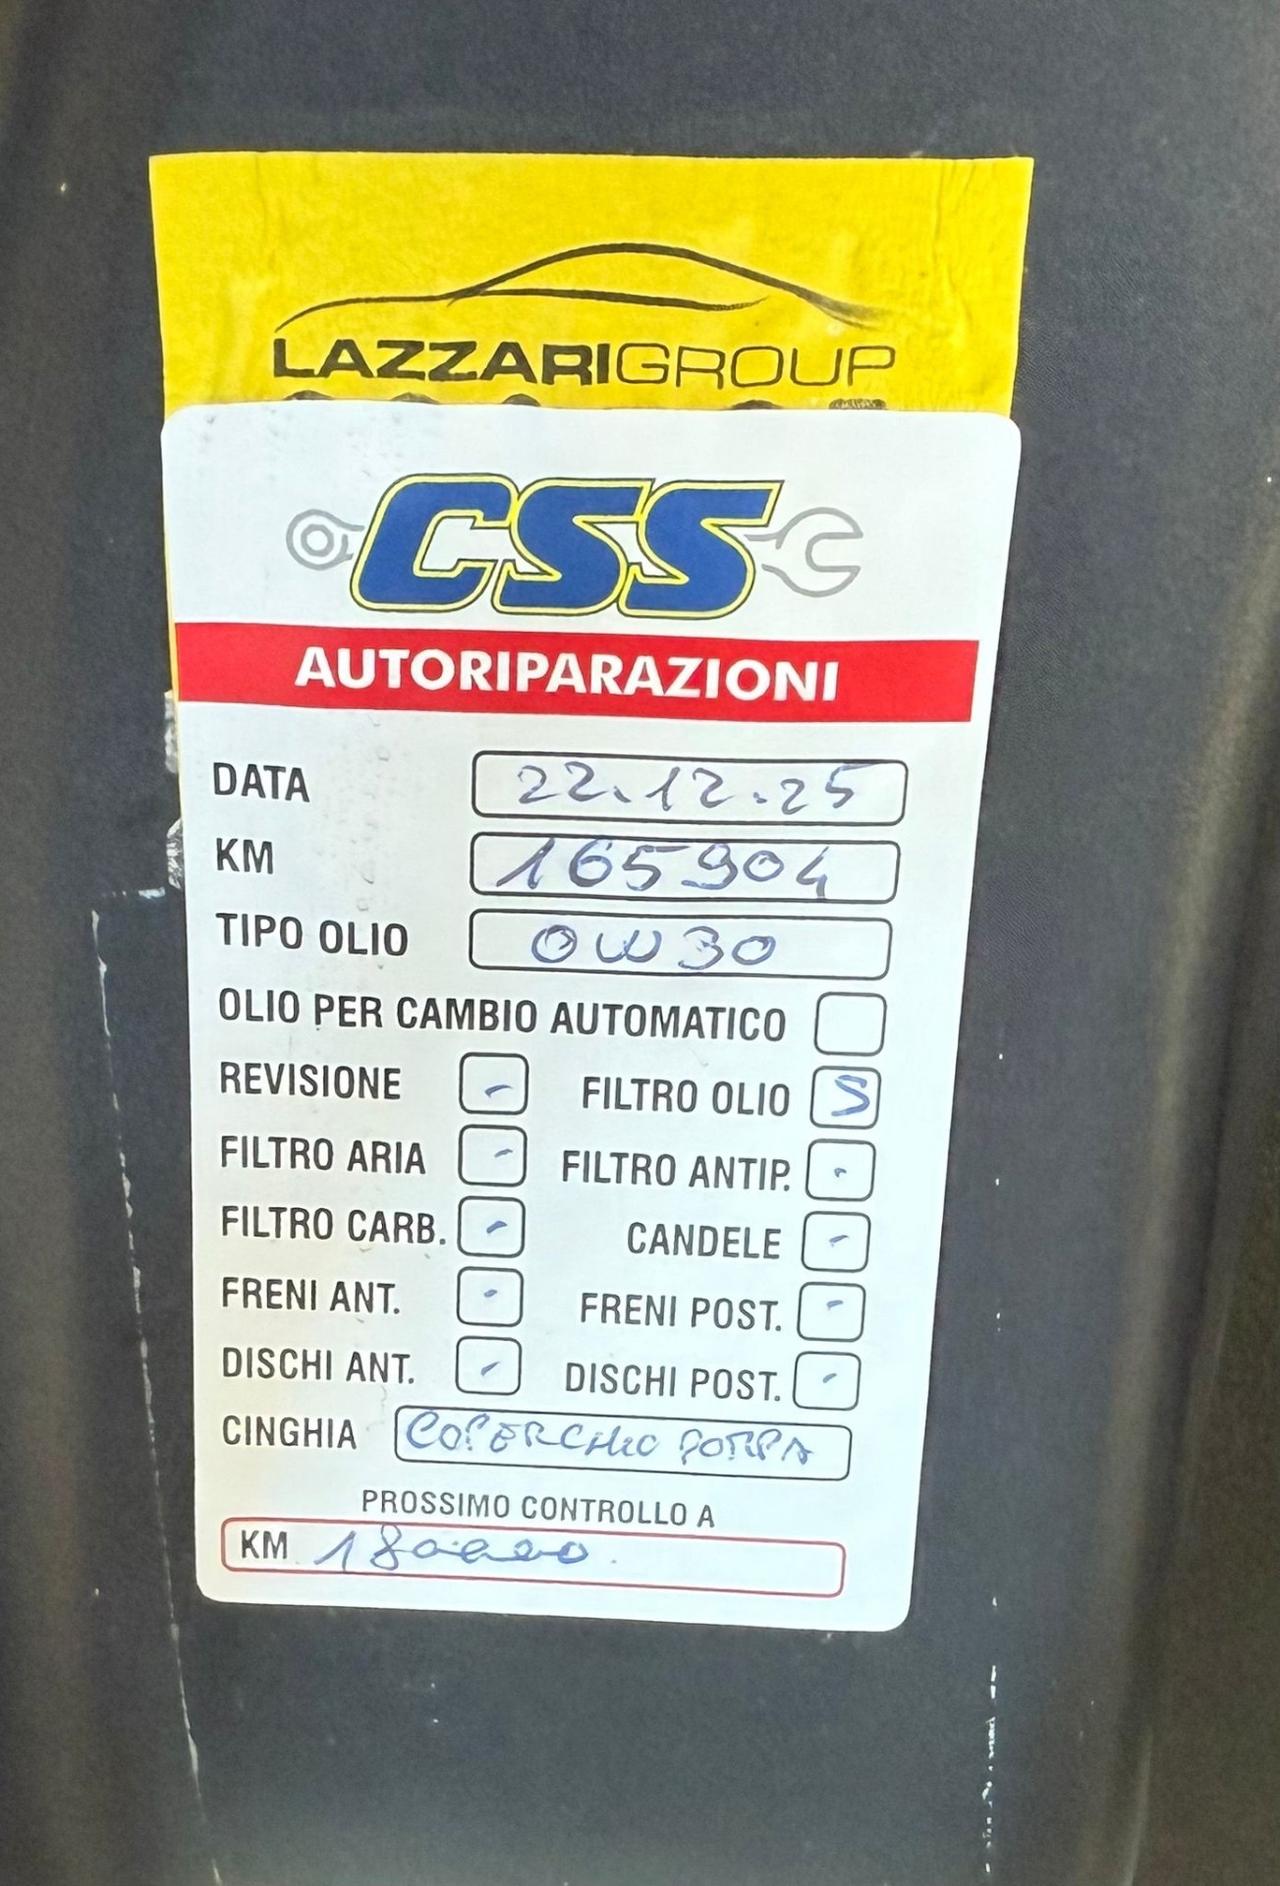 LAZZARIGROUP
CSS
AUTORIPARAZIONI
DATA 22.12.25
KM 165904
TIPO OLIO 0W30
OLIO PER CAMBIO AUTOMATICO
REVISIONE - FILTRO OLIO S
FILTRO ARIA - FILTRO ANTIP. -
FILTRO CARB. - CANDELE -
FRENI ANT. - FRENI POST. -
DISCHI ANT. - DISCHI POST. -
CINGHIA COPERCHIO POMPA
PROSSIMO CONTROLLO A
KM 180000